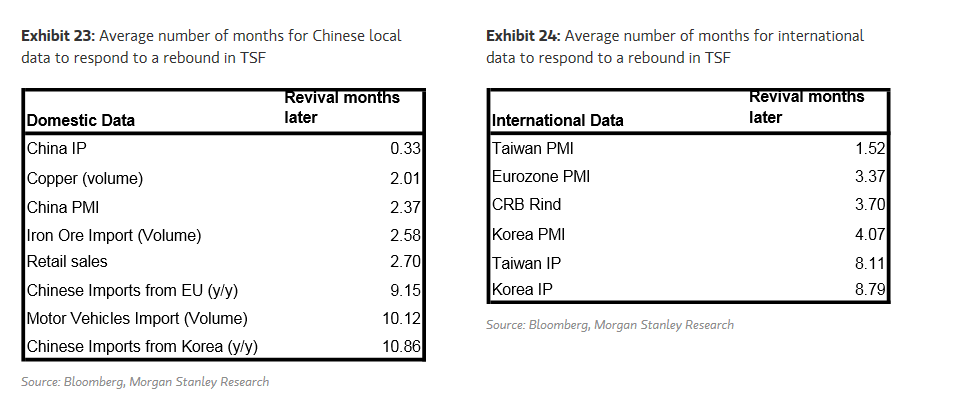 Exhibit 23: Average number of months for Chinese local
data to respond to a rebound in TSF
Domestic Data Revival months later
China IP 0.33
Copper (volume) 2.01
China PMI 2.37
Iron Ore Import (Volume) 2.58
Retail sales 2.70
Chinese Imports from EU (y/y) 9.15
Motor Vehicles Import (Volume) 10.12
Chinese Imports from Korea (y/y) 10.86
Source: Bloomberg, Morgan Stanley Research
Exhibit 24: Average number of months for international
data to respond to a rebound in TSF
International Data Revival months later
Taiwan PMI 1.52
Eurozone PMI 3.37
CRB Rind 3.70
Korea PMI 4.07
Taiwan IP 8.11
Korea IP 8.79
Source: Bloomberg, Morgan Stanley Research